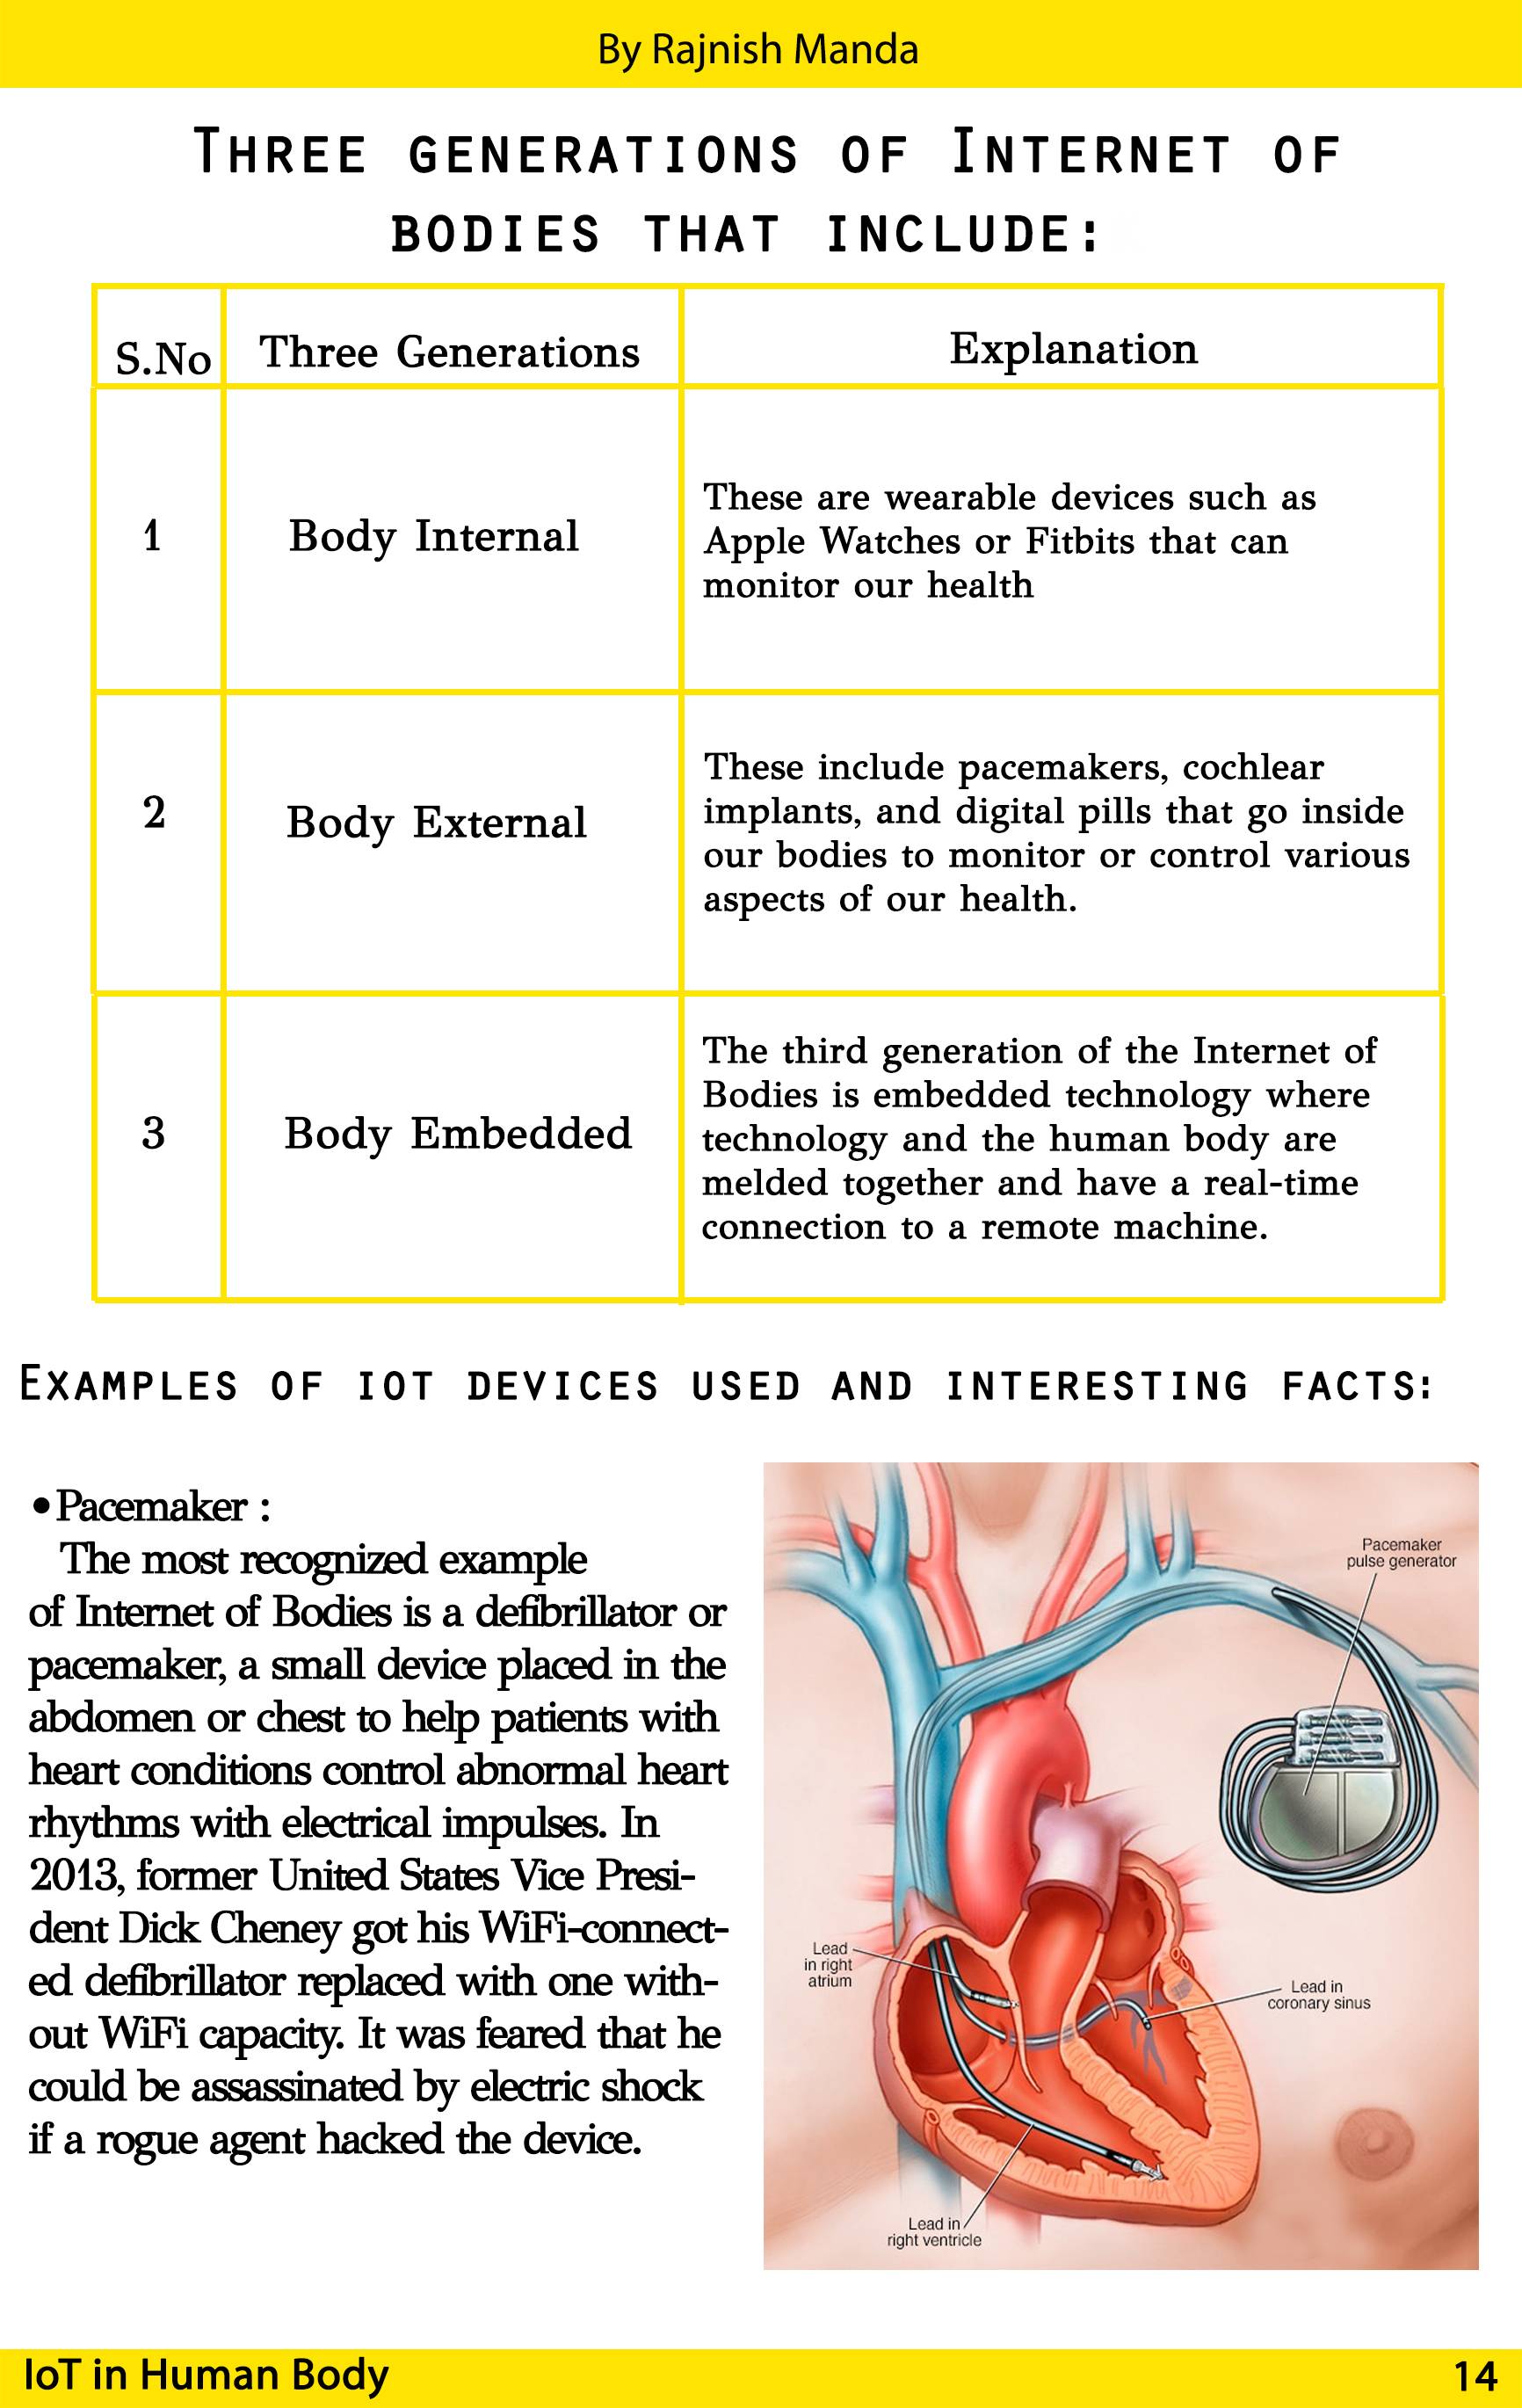 By Rajnish Manda
Three generations of Internet of
bodies that include:
S.No Three Generations Explanation
1 Body Internal
These are wearable devices such as
Apple Watches or Fitbits that can
monitor our health
2 Body External
These include pacemakers, cochlear
implants, and digital pills that go inside
our bodies to monitor or control various
aspects of our health.
3 Body Embedded
The third generation of the Internet of
Bodies is embedded technology where
technology and the human body are
melded together and have a real-time
connection to a remote machine.
Examples of iot devices used and interesting facts:
•Pacemaker :
The most recognized example
of Internet of Bodies is a defibrillator or
pacemaker, a small device placed in the
abdomen or chest to help patients with
heart conditions control abnormal heart
rhythms with electrical impulses. In
2013, former United States Vice Presi-
dent Dick Cheney got his WiFi-connect-
ed defibrillator replaced with one with-
out WiFi capacity. It was feared that he
could be assassinated by electric shock
if a rogue agent hacked the device.
Pacemaker
pulse generator
Lead
in right
atrium
Lead in
coronary sinus
Lead in
right ventricle
IoT in Human Body 14